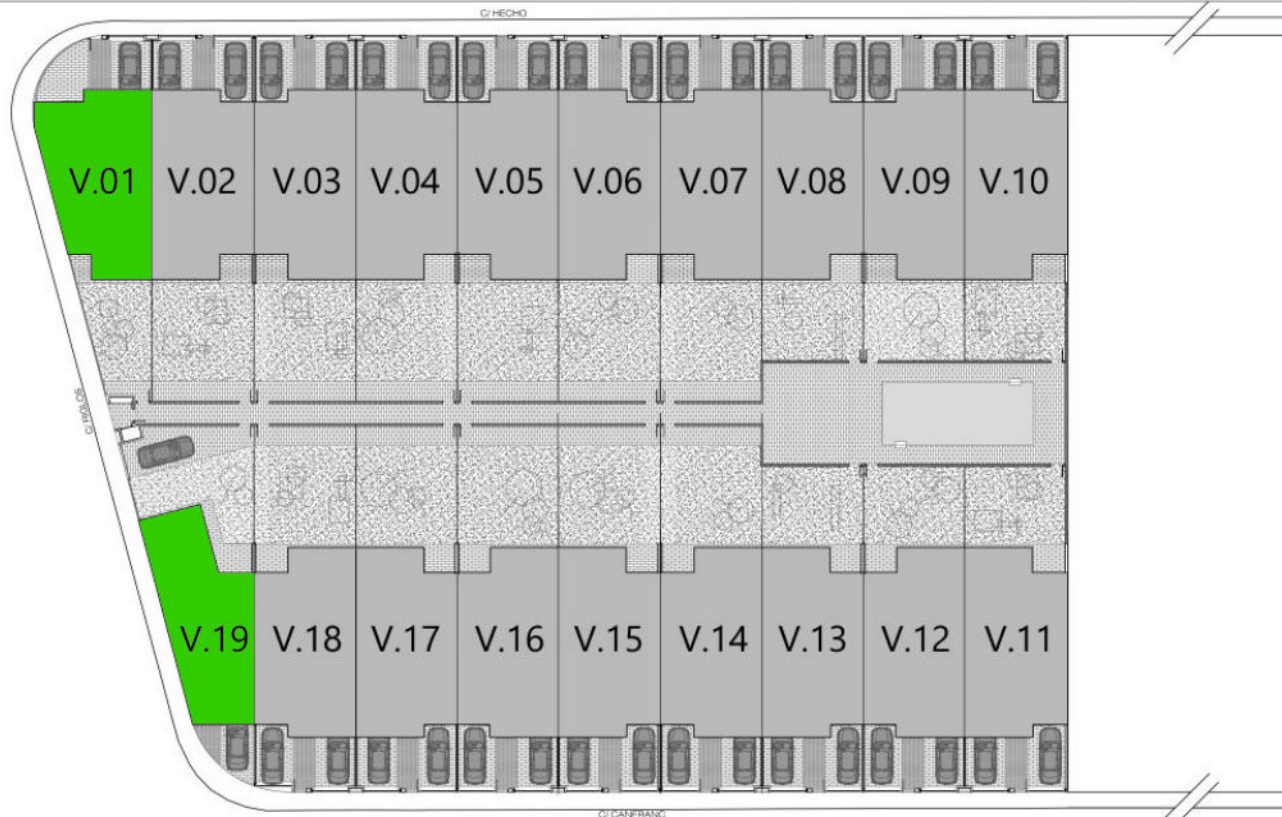 C/ HECHO
V.01 V.02 V.03 V.04 V.05 V.06 V.07 V.08 V.09 V.10
C/ RIGLOS
V.19 V.18 V.17 V.16 V.15 V.14 V.13 V.12 V.11
C/ CANFRANC